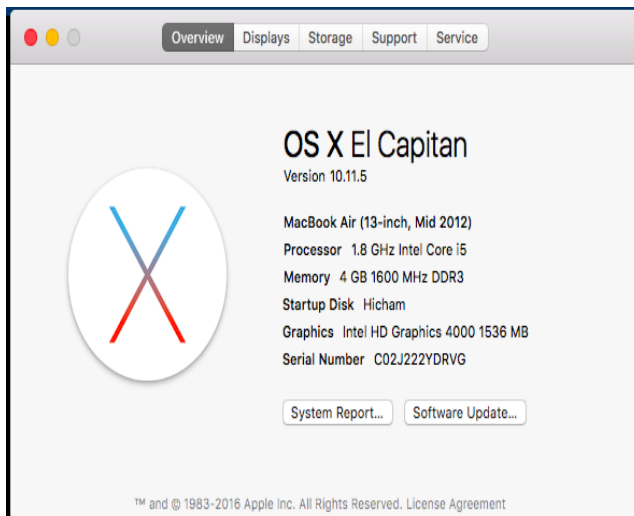 Overview Displays Storage Support Service
OS X El Capitan
Version 10.11.5
MacBook Air (13-inch, Mid 2012)
Processor 1.8 GHz Intel Core i5
Memory 4 GB 1600 MHz DDR3
Startup Disk Hicham
Graphics Intel HD Graphics 4000 1536 MB
Serial Number C02J222YDRVG
System Report... Software Update...
™ and © 1983-2016 Apple Inc. All Rights Reserved. License Agreement